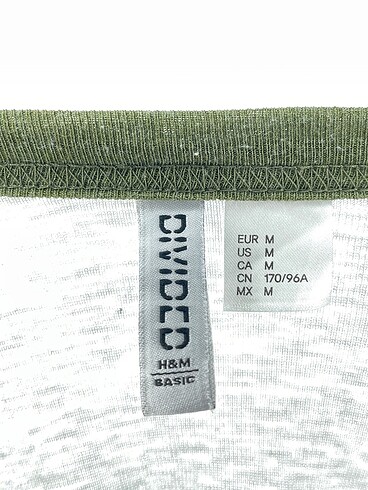 DIVIDED
H&M
BASIC
EUR M
US M
CA M
CN 170/96A
MX M